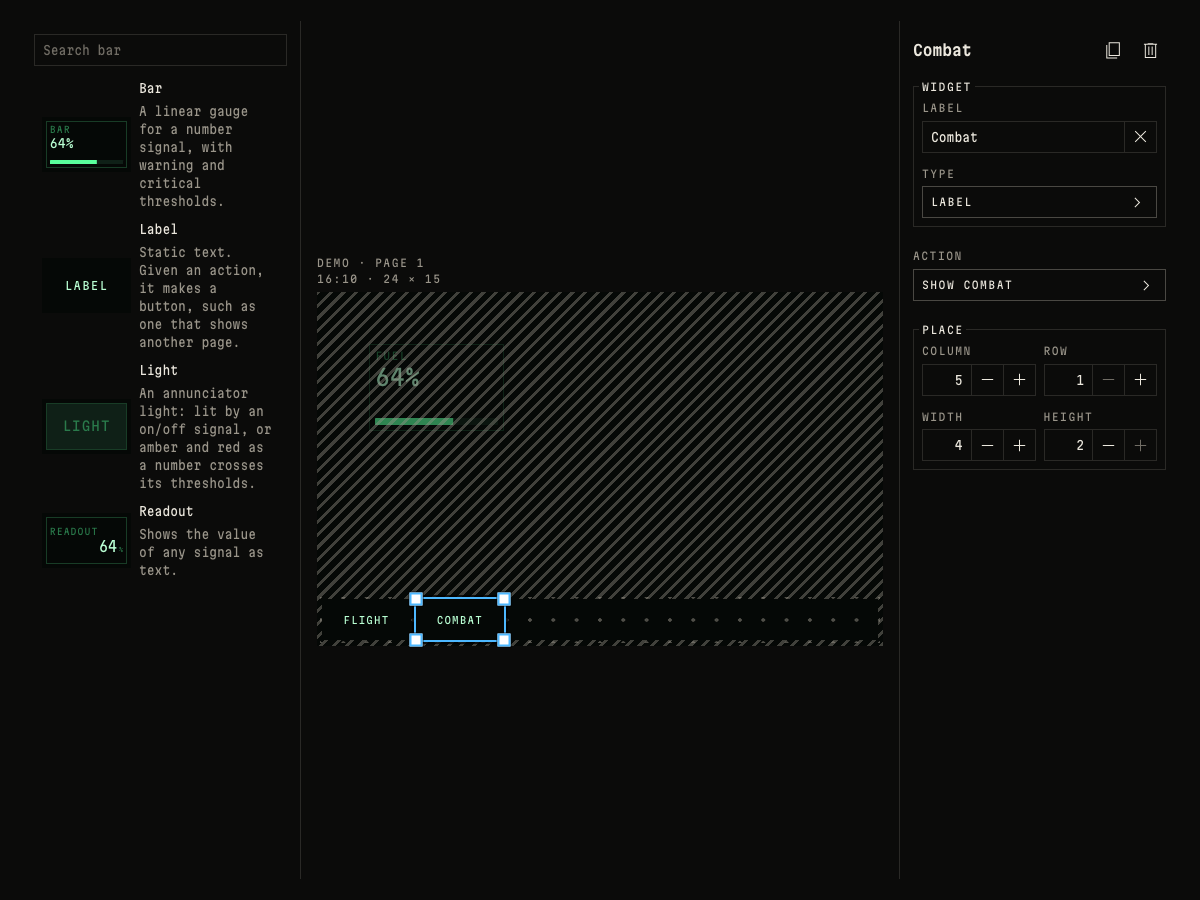 Search bar
Bar
A linear gauge
for a number
signal, with
warning and
critical
thresholds.
BAR
64%
Label
Static text.
Given an action,
it makes a
button, such as
one that shows
another page.
LABEL
Light
An annunciator
light: lit by an
on/off signal, or
amber and red as
a number crosses
its thresholds.
LIGHT
Readout
Shows the value
of any signal as
text.
READOUT
64%
DEMO · PAGE 1
16:10 · 24 × 15
FUEL
64%
FLIGHT
COMBAT
Combat
WIDGET
LABEL
Combat
TYPE
LABEL
ACTION
SHOW COMBAT
PLACE
COLUMN ROW
5 1
WIDTH HEIGHT
4 2